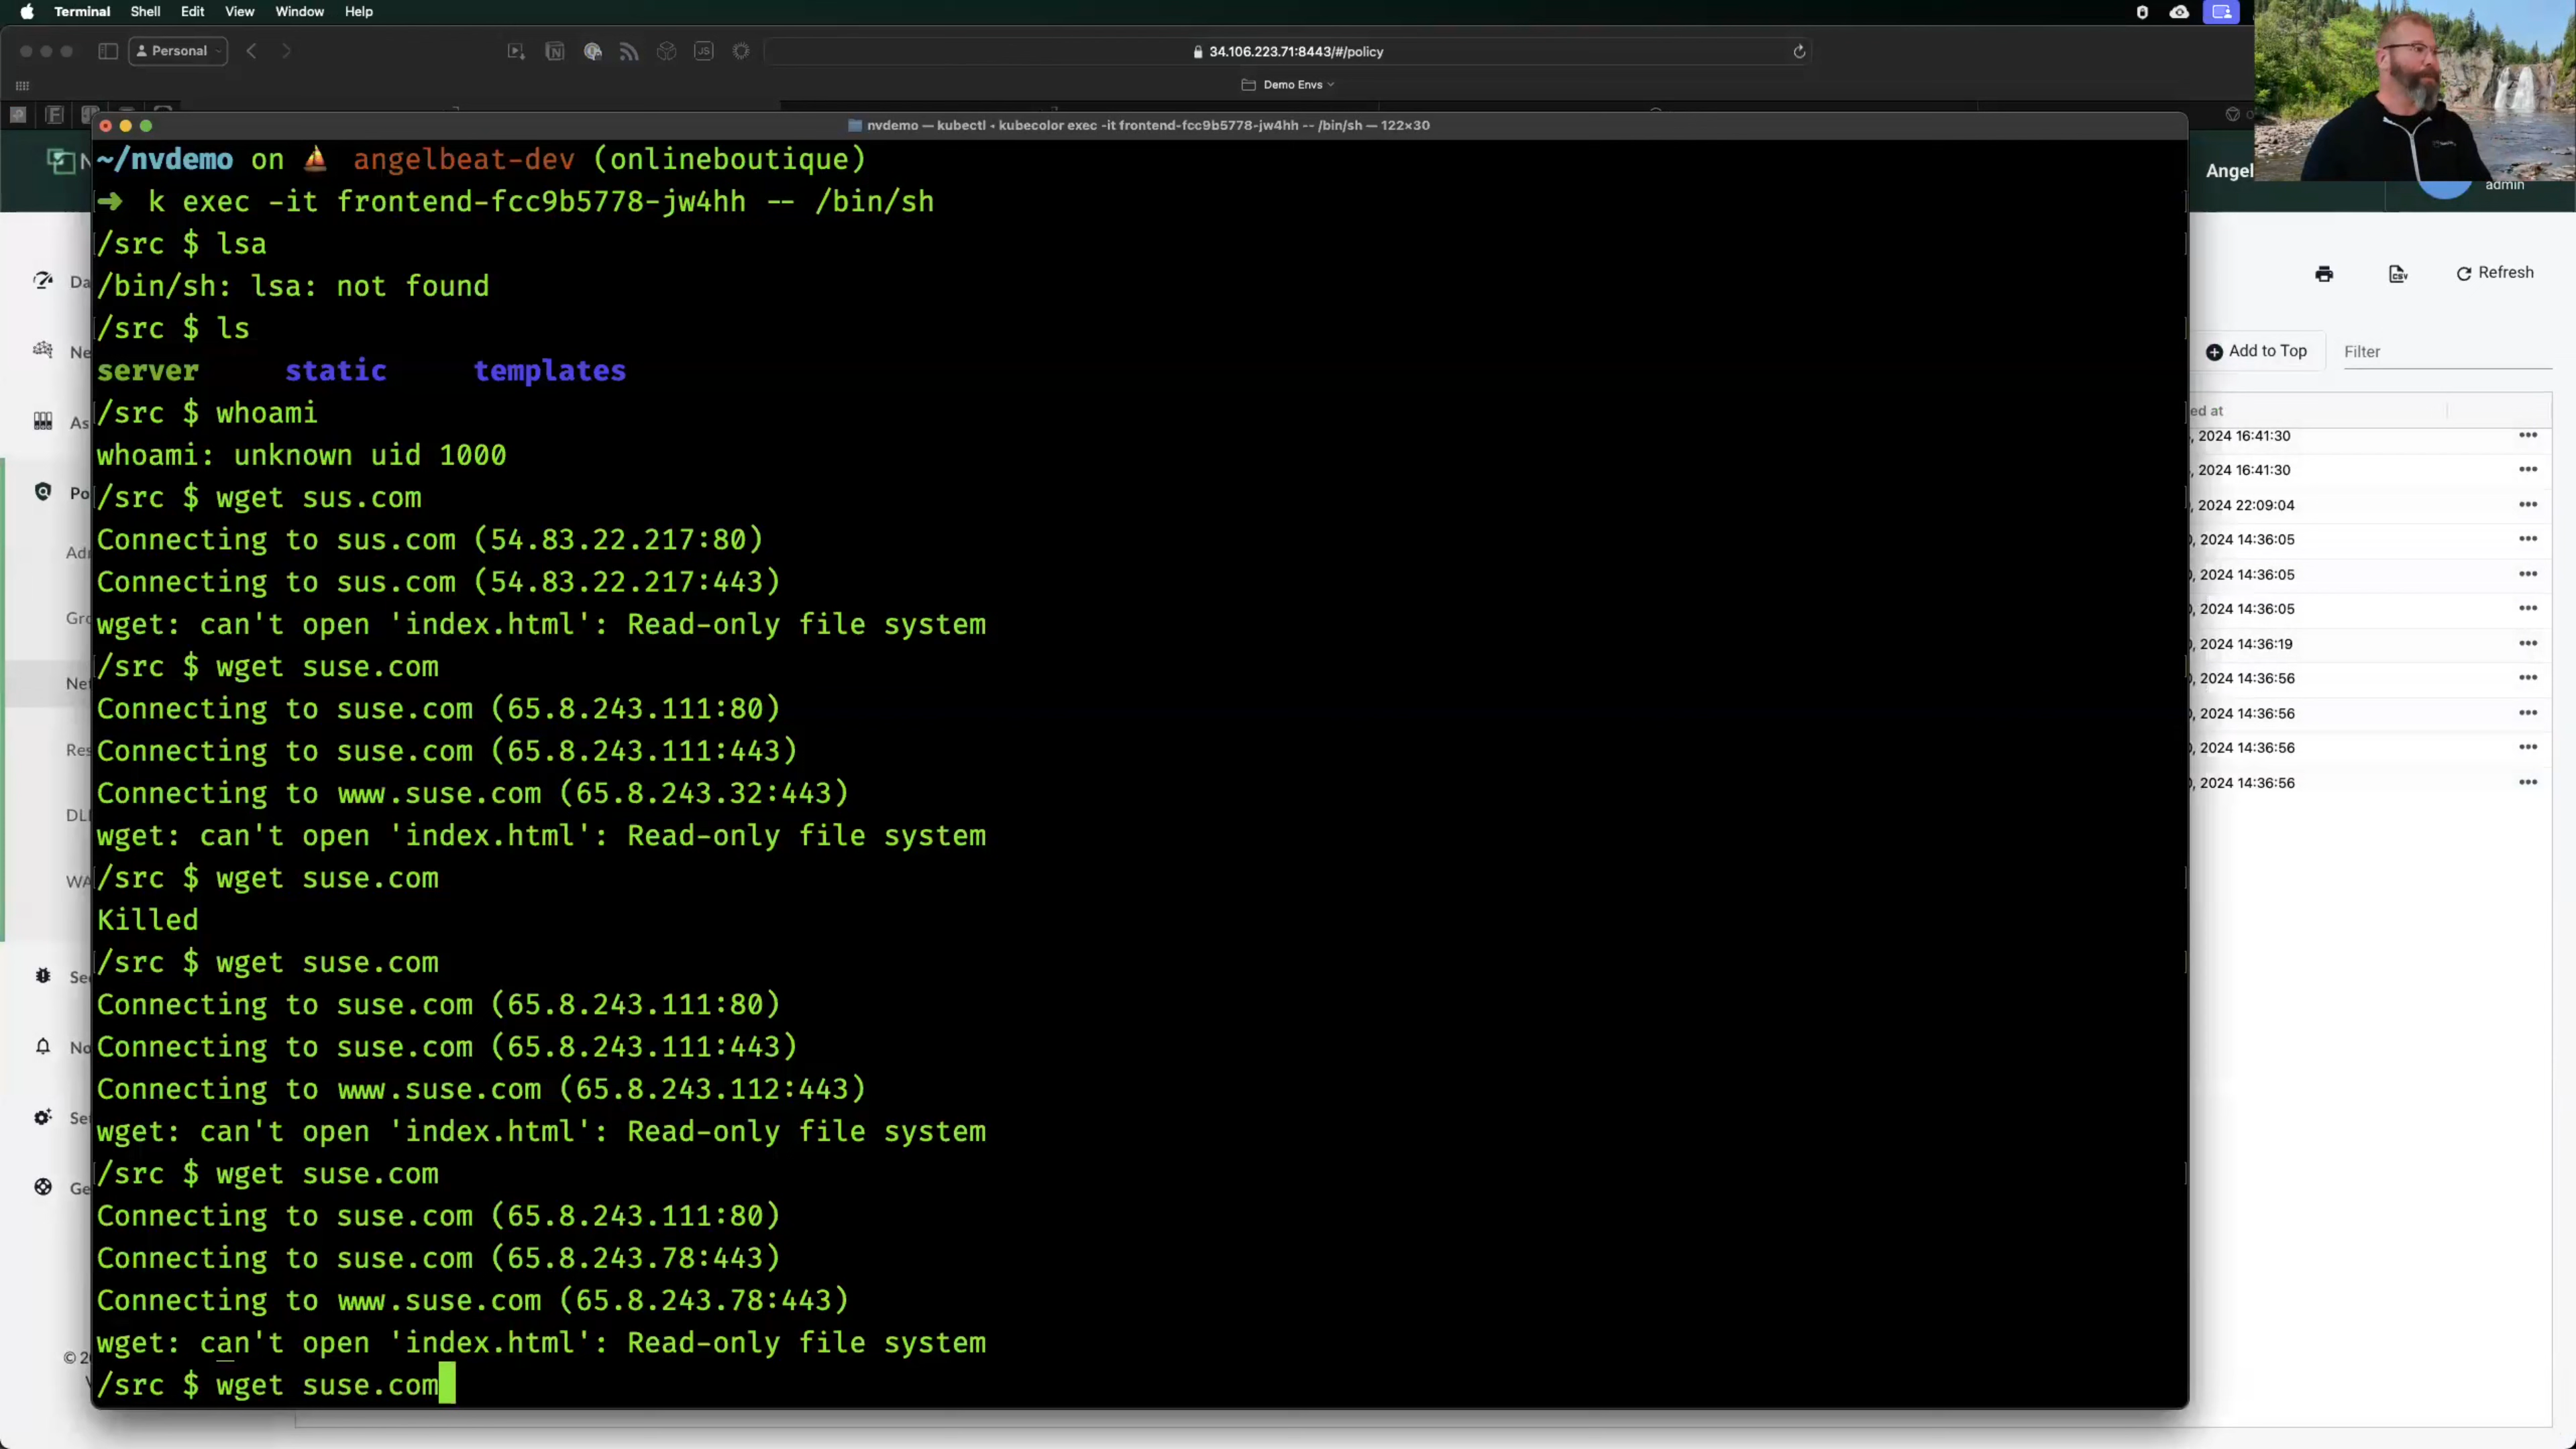 Terminal Shell Edit View Window Help
Personal
34.106.223.71:8443/#/policy
Demo Envs
nvdemo — kubectl • kubecolor exec -it frontend-fcc9b5778-jw4hh -- /bin/sh — 122×30
~/nvdemo on angelbeat-dev (onlineboutique)
➜ k exec -it frontend-fcc9b5778-jw4hh -- /bin/sh
/src $ lsa
/bin/sh: lsa: not found
/src $ ls
server static templates
/src $ whoami
whoami: unknown uid 1000
/src $ wget sus.com
Connecting to sus.com (54.83.22.217:80)
Connecting to sus.com (54.83.22.217:443)
wget: can't open 'index.html': Read-only file system
/src $ wget suse.com
Connecting to suse.com (65.8.243.111:80)
Connecting to suse.com (65.8.243.111:443)
Connecting to www.suse.com (65.8.243.32:443)
wget: can't open 'index.html': Read-only file system
/src $ wget suse.com
Killed
/src $ wget suse.com
Connecting to suse.com (65.8.243.111:80)
Connecting to suse.com (65.8.243.111:443)
Connecting to www.suse.com (65.8.243.112:443)
wget: can't open 'index.html': Read-only file system
/src $ wget suse.com
Connecting to suse.com (65.8.243.111:80)
Connecting to suse.com (65.8.243.78:443)
Connecting to www.suse.com (65.8.243.78:443)
wget: can't open 'index.html': Read-only file system
/src $ wget suse.com
Angel
admin
Refresh
Add to Top
Filter
ed at
, 2024 16:41:30
, 2024 16:41:30
, 2024 22:09:04
, 2024 14:36:05
, 2024 14:36:05
, 2024 14:36:05
, 2024 14:36:19
, 2024 14:36:56
, 2024 14:36:56
, 2024 14:36:56
, 2024 14:36:56